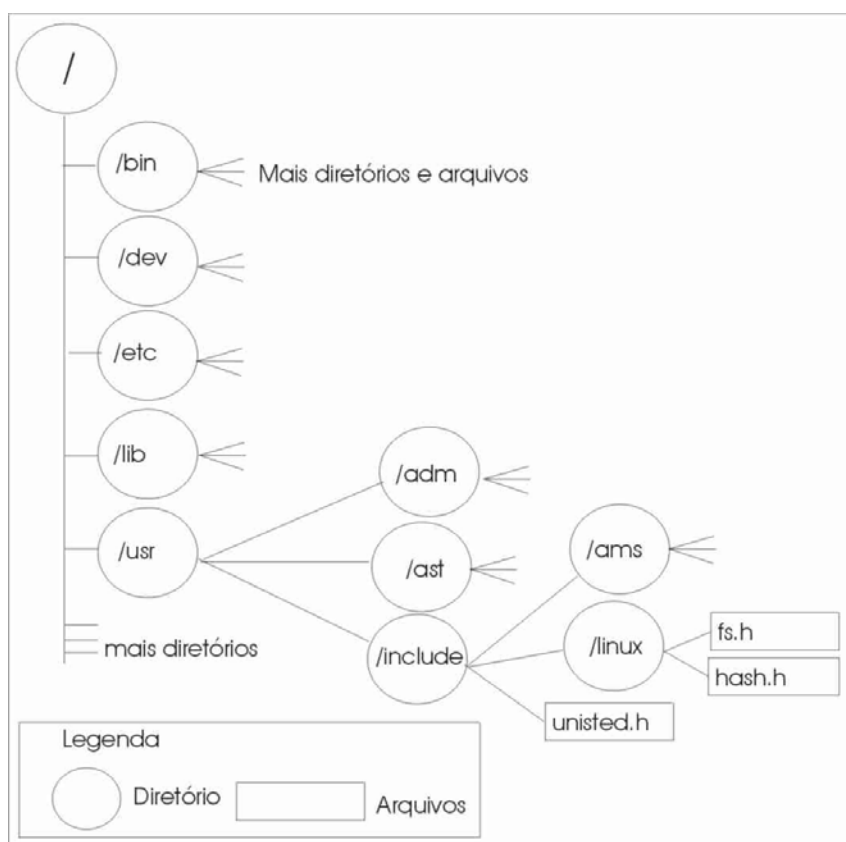 /
/bin
Mais diretórios e arquivos
/dev
/etc
/lib
/adm
/usr
/ams
/ast
fs.h
/linux
mais diretórios
/include
hash.h
unisted.h
Legenda
Diretório
Arquivos